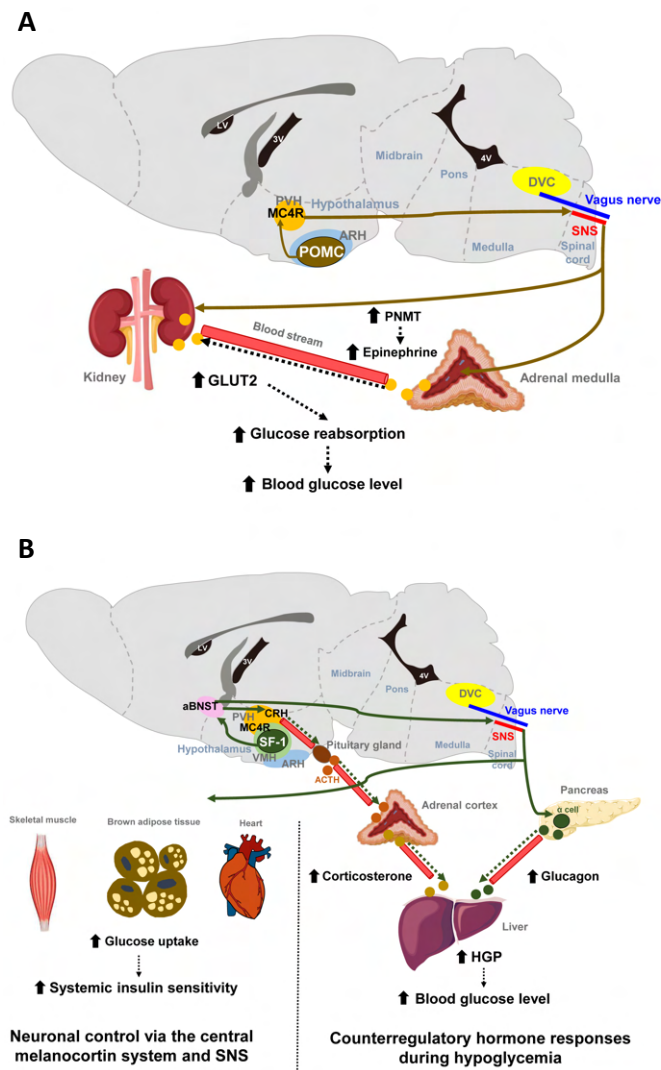 A
LV
3V
4V
Midbrain
Pons
DVC
PVH
Hypothalamus
MC4R
Vagus nerve
SNS
ARH
POMC
Medulla
Spinal
cord
PNMT
Blood stream
Epinephrine
Kidney
GLUT2
Adrenal medulla
Glucose reabsorption
Blood glucose level
B
LV
3V
4V
Midbrain
Pons
DVC
aBNST
PVH
CRH
Vagus nerve
MC4R
SNS
SF-1
Pituitary gland
Medulla
Hypothalamus
VMH
Spinal
cord
ARH
ACTH
Pancreas
α cell
Adrenal cortex
Skeletal muscle
Brown adipose tissue
Heart
Corticosterone
Glucagon
Liver
Glucose uptake
HGP
Systemic insulin sensitivity
Blood glucose level
Neuronal control via the central
melanocortin system and SNS
Counterregulatory hormone responses
during hypoglycemia